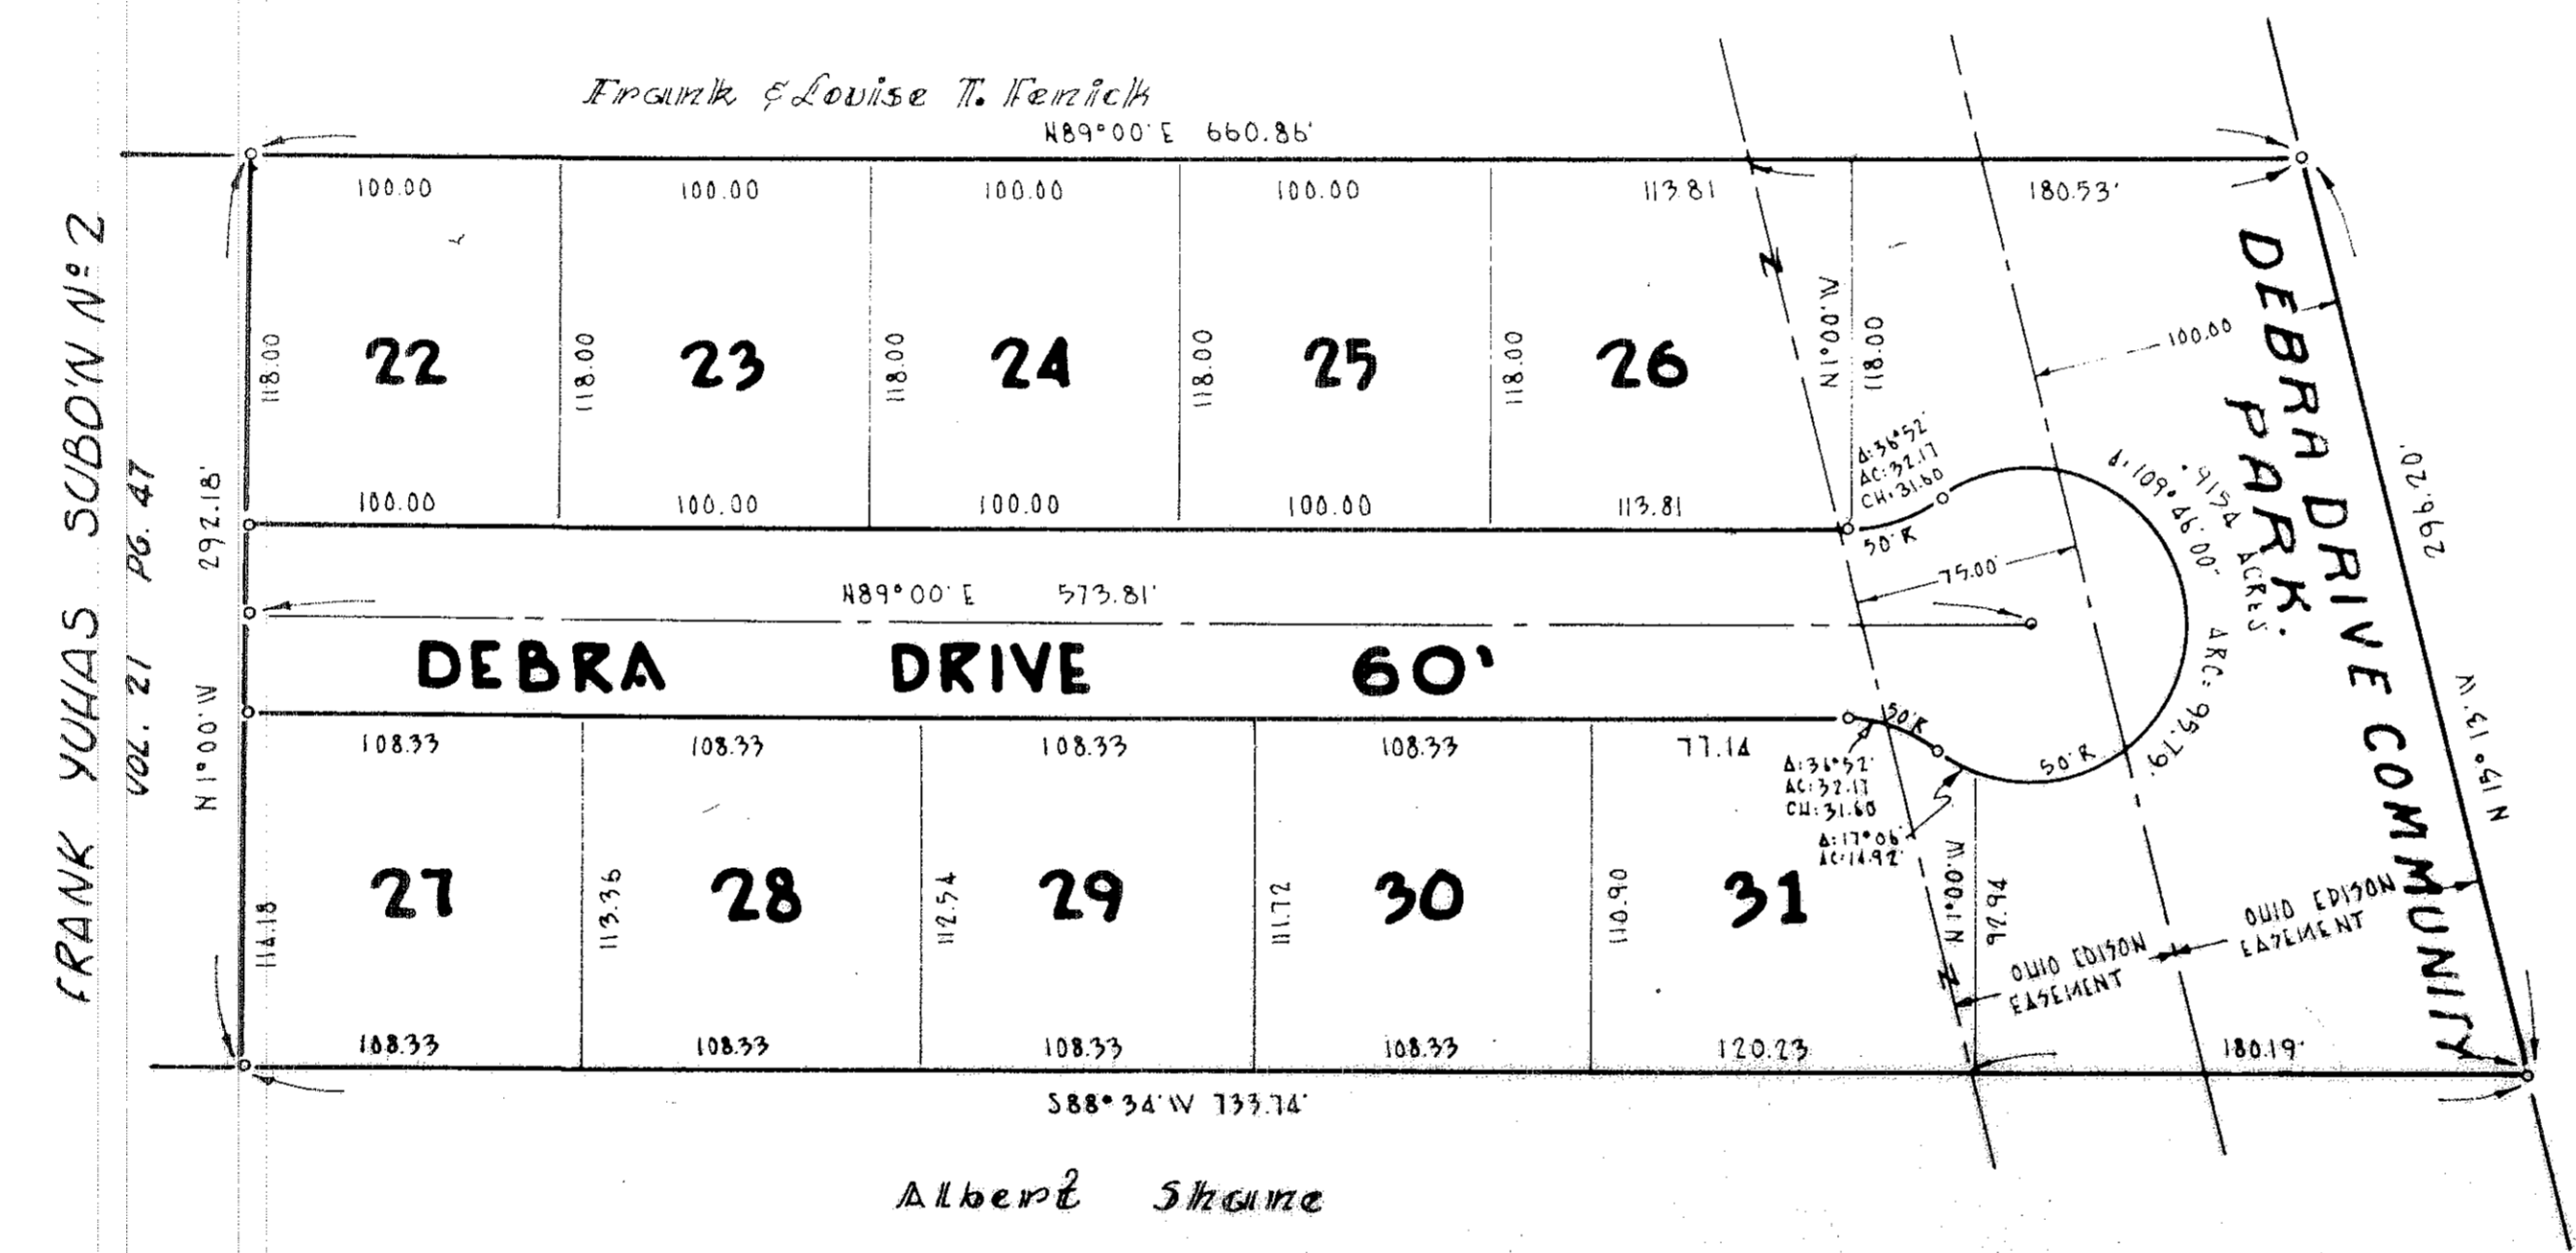 Frank & Louise T. Fenick
N89°00' E 660.86'
100.00 100.00 100.00 100.00 113.81 180.53'
FRANK YUHAS SUBD'N Nº 2
VOL. 21 PG. 47
292.18'
N 1°00' W
118.00 22 118.00 23 118.00 24 118.00 25 118.00 26
N 1°00' W
118.00
100.00
DEBRA DRIVE COMMUNITY
PARK.
.9154 ACRES
296.20'
N 15° 13' W
Δ: 36°52'
AC: 32.17
CH: 31.60
Δ: 109°46'00"
ARC= 95.79'
100.00 100.00 100.00 100.00 113.81
50' R
75.00'
N89°00' E 573.81'
DEBRA DRIVE 60'
50' R
50' R
108.33 108.33 108.33 108.33 77.14
Δ: 36°52'
AC: 32.17
CH: 31.60
Δ: 17°06'
AC: 14.92'
114.18 27 113.36 28 112.54 29 111.72 30 110.90 31
N 1°00' W
92.94
OHIO EDISON
EASEMENT
OHIO EDISON
EASEMENT
108.33 108.33 108.33 108.33 120.23 180.19'
S88° 34' W 733.74'
Albert Shane